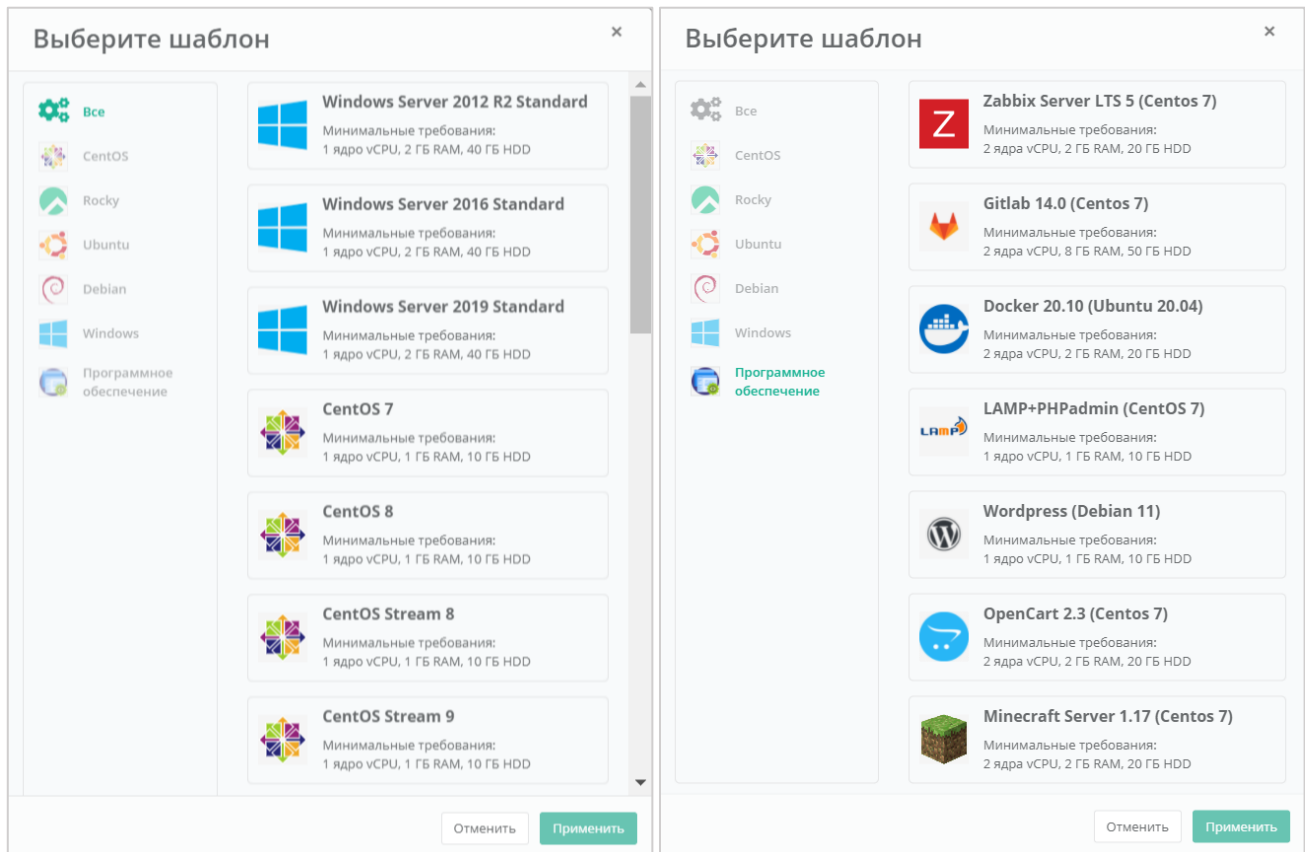 Выберите шаблон
×
Все
CentOS
Rocky
Ubuntu
Debian
Windows
Программное
обеспечение
Windows Server 2012 R2 Standard
Минимальные требования:
1 ядро vCPU, 2 ГБ RAM, 40 ГБ HDD
Windows Server 2016 Standard
Минимальные требования:
1 ядро vCPU, 2 ГБ RAM, 40 ГБ HDD
Windows Server 2019 Standard
Минимальные требования:
1 ядро vCPU, 2 ГБ RAM, 40 ГБ HDD
CentOS 7
Минимальные требования:
1 ядро vCPU, 1 ГБ RAM, 10 ГБ HDD
CentOS 8
Минимальные требования:
1 ядро vCPU, 1 ГБ RAM, 10 ГБ HDD
CentOS Stream 8
Минимальные требования:
1 ядро vCPU, 1 ГБ RAM, 10 ГБ HDD
CentOS Stream 9
Минимальные требования:
1 ядро vCPU, 1 ГБ RAM, 10 ГБ HDD
Отменить
Применить
Выберите шаблон
×
Все
CentOS
Rocky
Ubuntu
Debian
Windows
Программное
обеспечение
Z
Zabbix Server LTS 5 (Centos 7)
Минимальные требования:
2 ядра vCPU, 2 ГБ RAM, 20 ГБ HDD
Gitlab 14.0 (Centos 7)
Минимальные требования:
2 ядра vCPU, 8 ГБ RAM, 50 ГБ HDD
Docker 20.10 (Ubuntu 20.04)
Минимальные требования:
2 ядра vCPU, 2 ГБ RAM, 20 ГБ HDD
LAMP
LAMP+PHPadmin (CentOS 7)
Минимальные требования:
1 ядро vCPU, 1 ГБ RAM, 10 ГБ HDD
Wordpress (Debian 11)
Минимальные требования:
1 ядро vCPU, 1 ГБ RAM, 10 ГБ HDD
OpenCart 2.3 (Centos 7)
Минимальные требования:
2 ядра vCPU, 2 ГБ RAM, 20 ГБ HDD
Minecraft Server 1.17 (Centos 7)
Минимальные требования:
2 ядра vCPU, 2 ГБ RAM, 20 ГБ HDD
Отменить
Применить